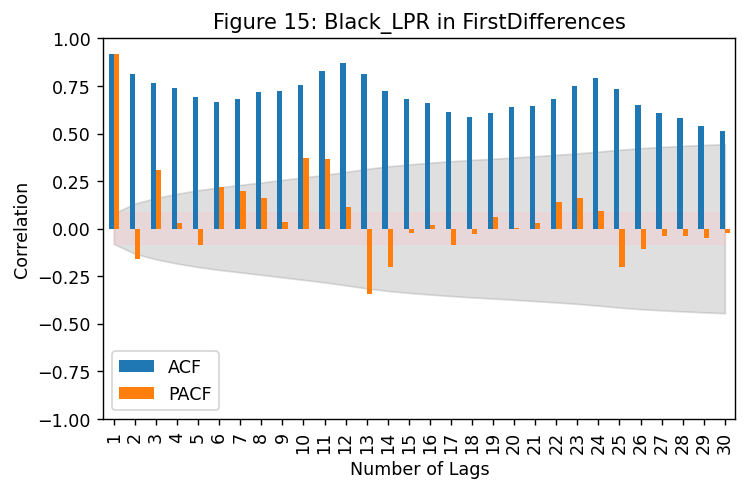 Figure 15: Black_LPR in FirstDifferences
1.00
0.75
0.50
0.25
0.00
−0.25
−0.50
−0.75
−1.00
Correlation
ACF
PACF
1 2 3 4 5 6 7 8 9 10 11 12 13 14 15 16 17 18 19 20 21 22 23 24 25 26 27 28 29 30
Number of Lags